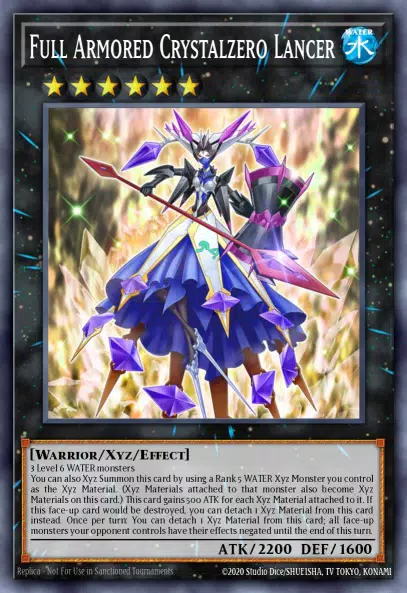 FULL ARMORED CRYSTALZERO LANCER
WATER
水
[WARRIOR/XYZ/EFFECT]
3 Level 6 WATER monsters
You can also Xyz Summon this card by using a Rank 5 WATER Xyz Monster you control
as the Xyz Material. (Xyz Materials attached to that monster also become Xyz
Materials on this card.) This card gains 500 ATK for each Xyz Material attached to it. If
this face-up card would be destroyed, you can detach 1 Xyz Material from this card
instead. Once per turn: You can detach 1 Xyz Material from this card; all face-up
monsters your opponent controls have their effects negated until the end of this turn.
ATK/2200 DEF/1600
Replica - Not For Use in Sanctioned Tournaments
©2020 Studio Dice/SHUEISHA, TV TOKYO, KONAMI